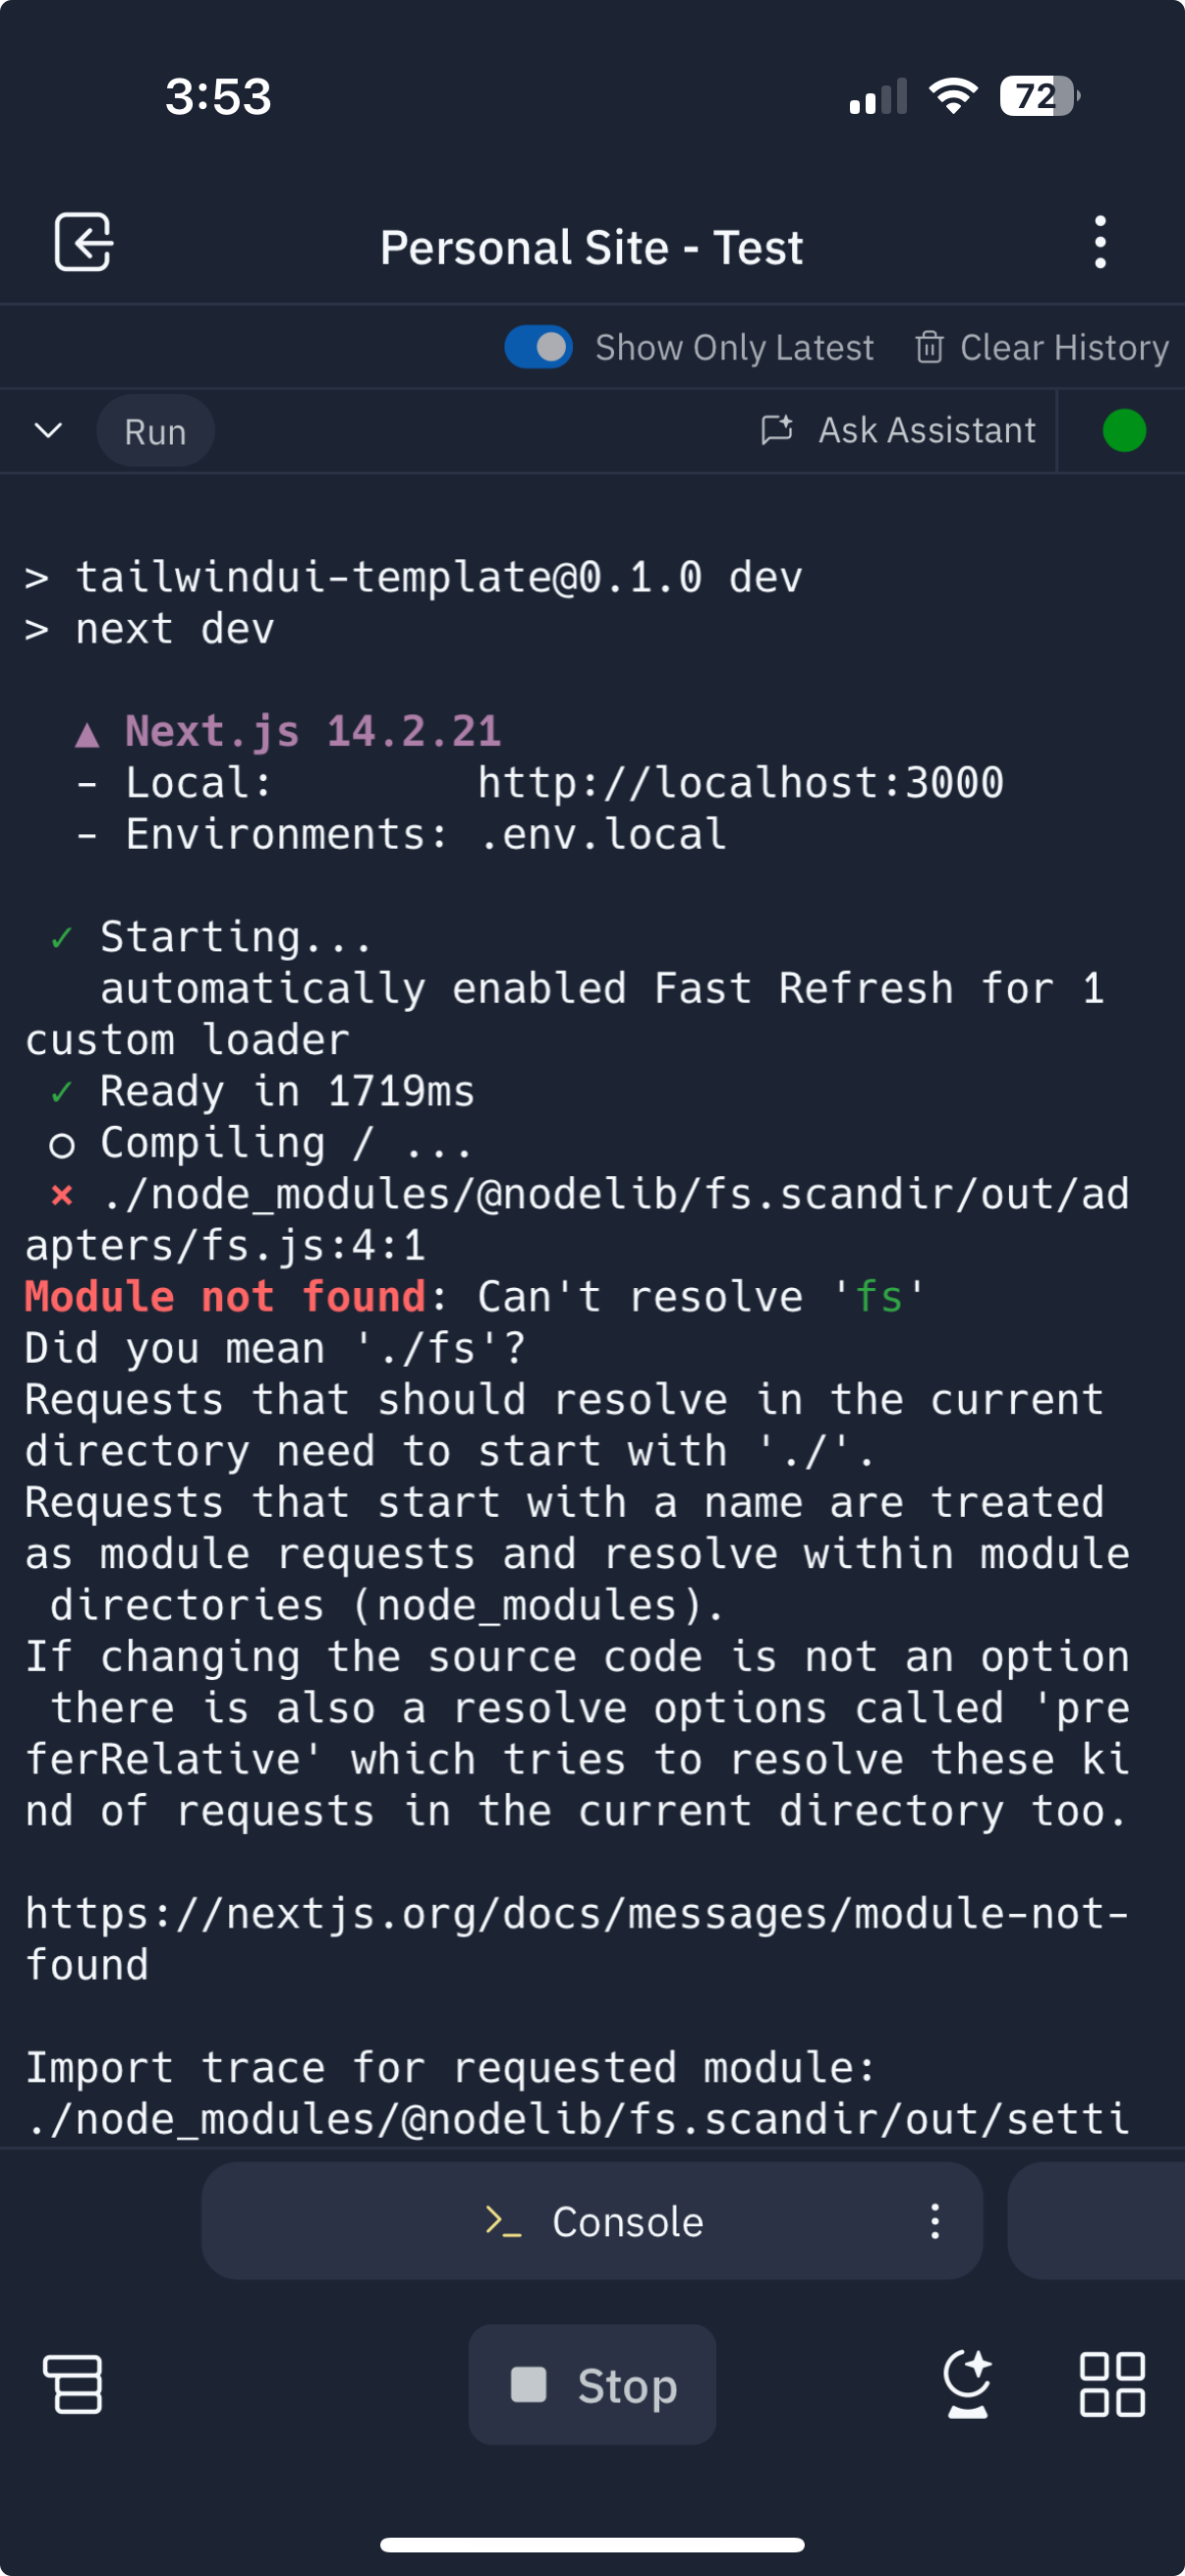 3:53
72
Personal Site - Test
Show Only Latest
Clear History
Run
Ask Assistant
> tailwindui-template@0.1.0 dev
> next dev
▲ Next.js 14.2.21
- Local:        http://localhost:3000
- Environments: .env.local
✓ Starting...
automatically enabled Fast Refresh for 1
custom loader
✓ Ready in 1719ms
○ Compiling / ...
× ./node_modules/@nodelib/fs.scandir/out/ad
apters/fs.js:4:1
Module not found: Can't resolve 'fs'
Did you mean './fs'?
Requests that should resolve in the current
directory need to start with './'.
Requests that start with a name are treated
as module requests and resolve within module
directories (node_modules).
If changing the source code is not an option
there is also a resolve options called 'pre
ferRelative' which tries to resolve these ki
nd of requests in the current directory too.
https://nextjs.org/docs/messages/module-not-
found
Import trace for requested module:
./node_modules/@nodelib/fs.scandir/out/setti
Console
Stop